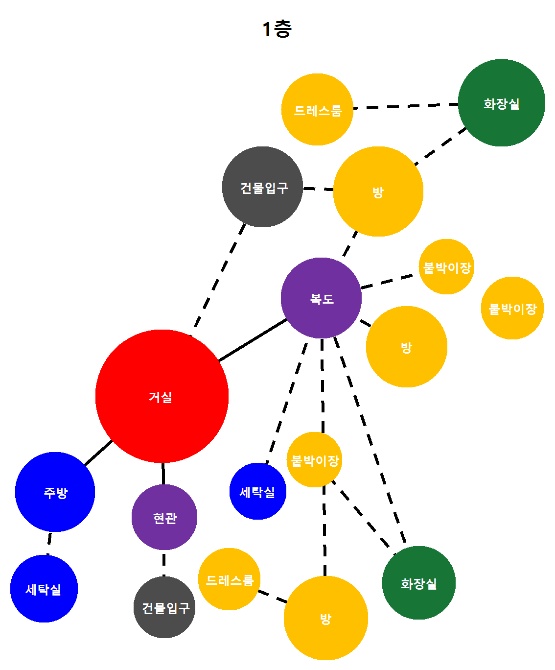 1층
드레스룸
화장실
건물입구
방
복도
붙박이장
붙박이장
방
거실
붙박이장
주방
세탁실
현관
세탁실
드레스룸
화장실
건물입구
방